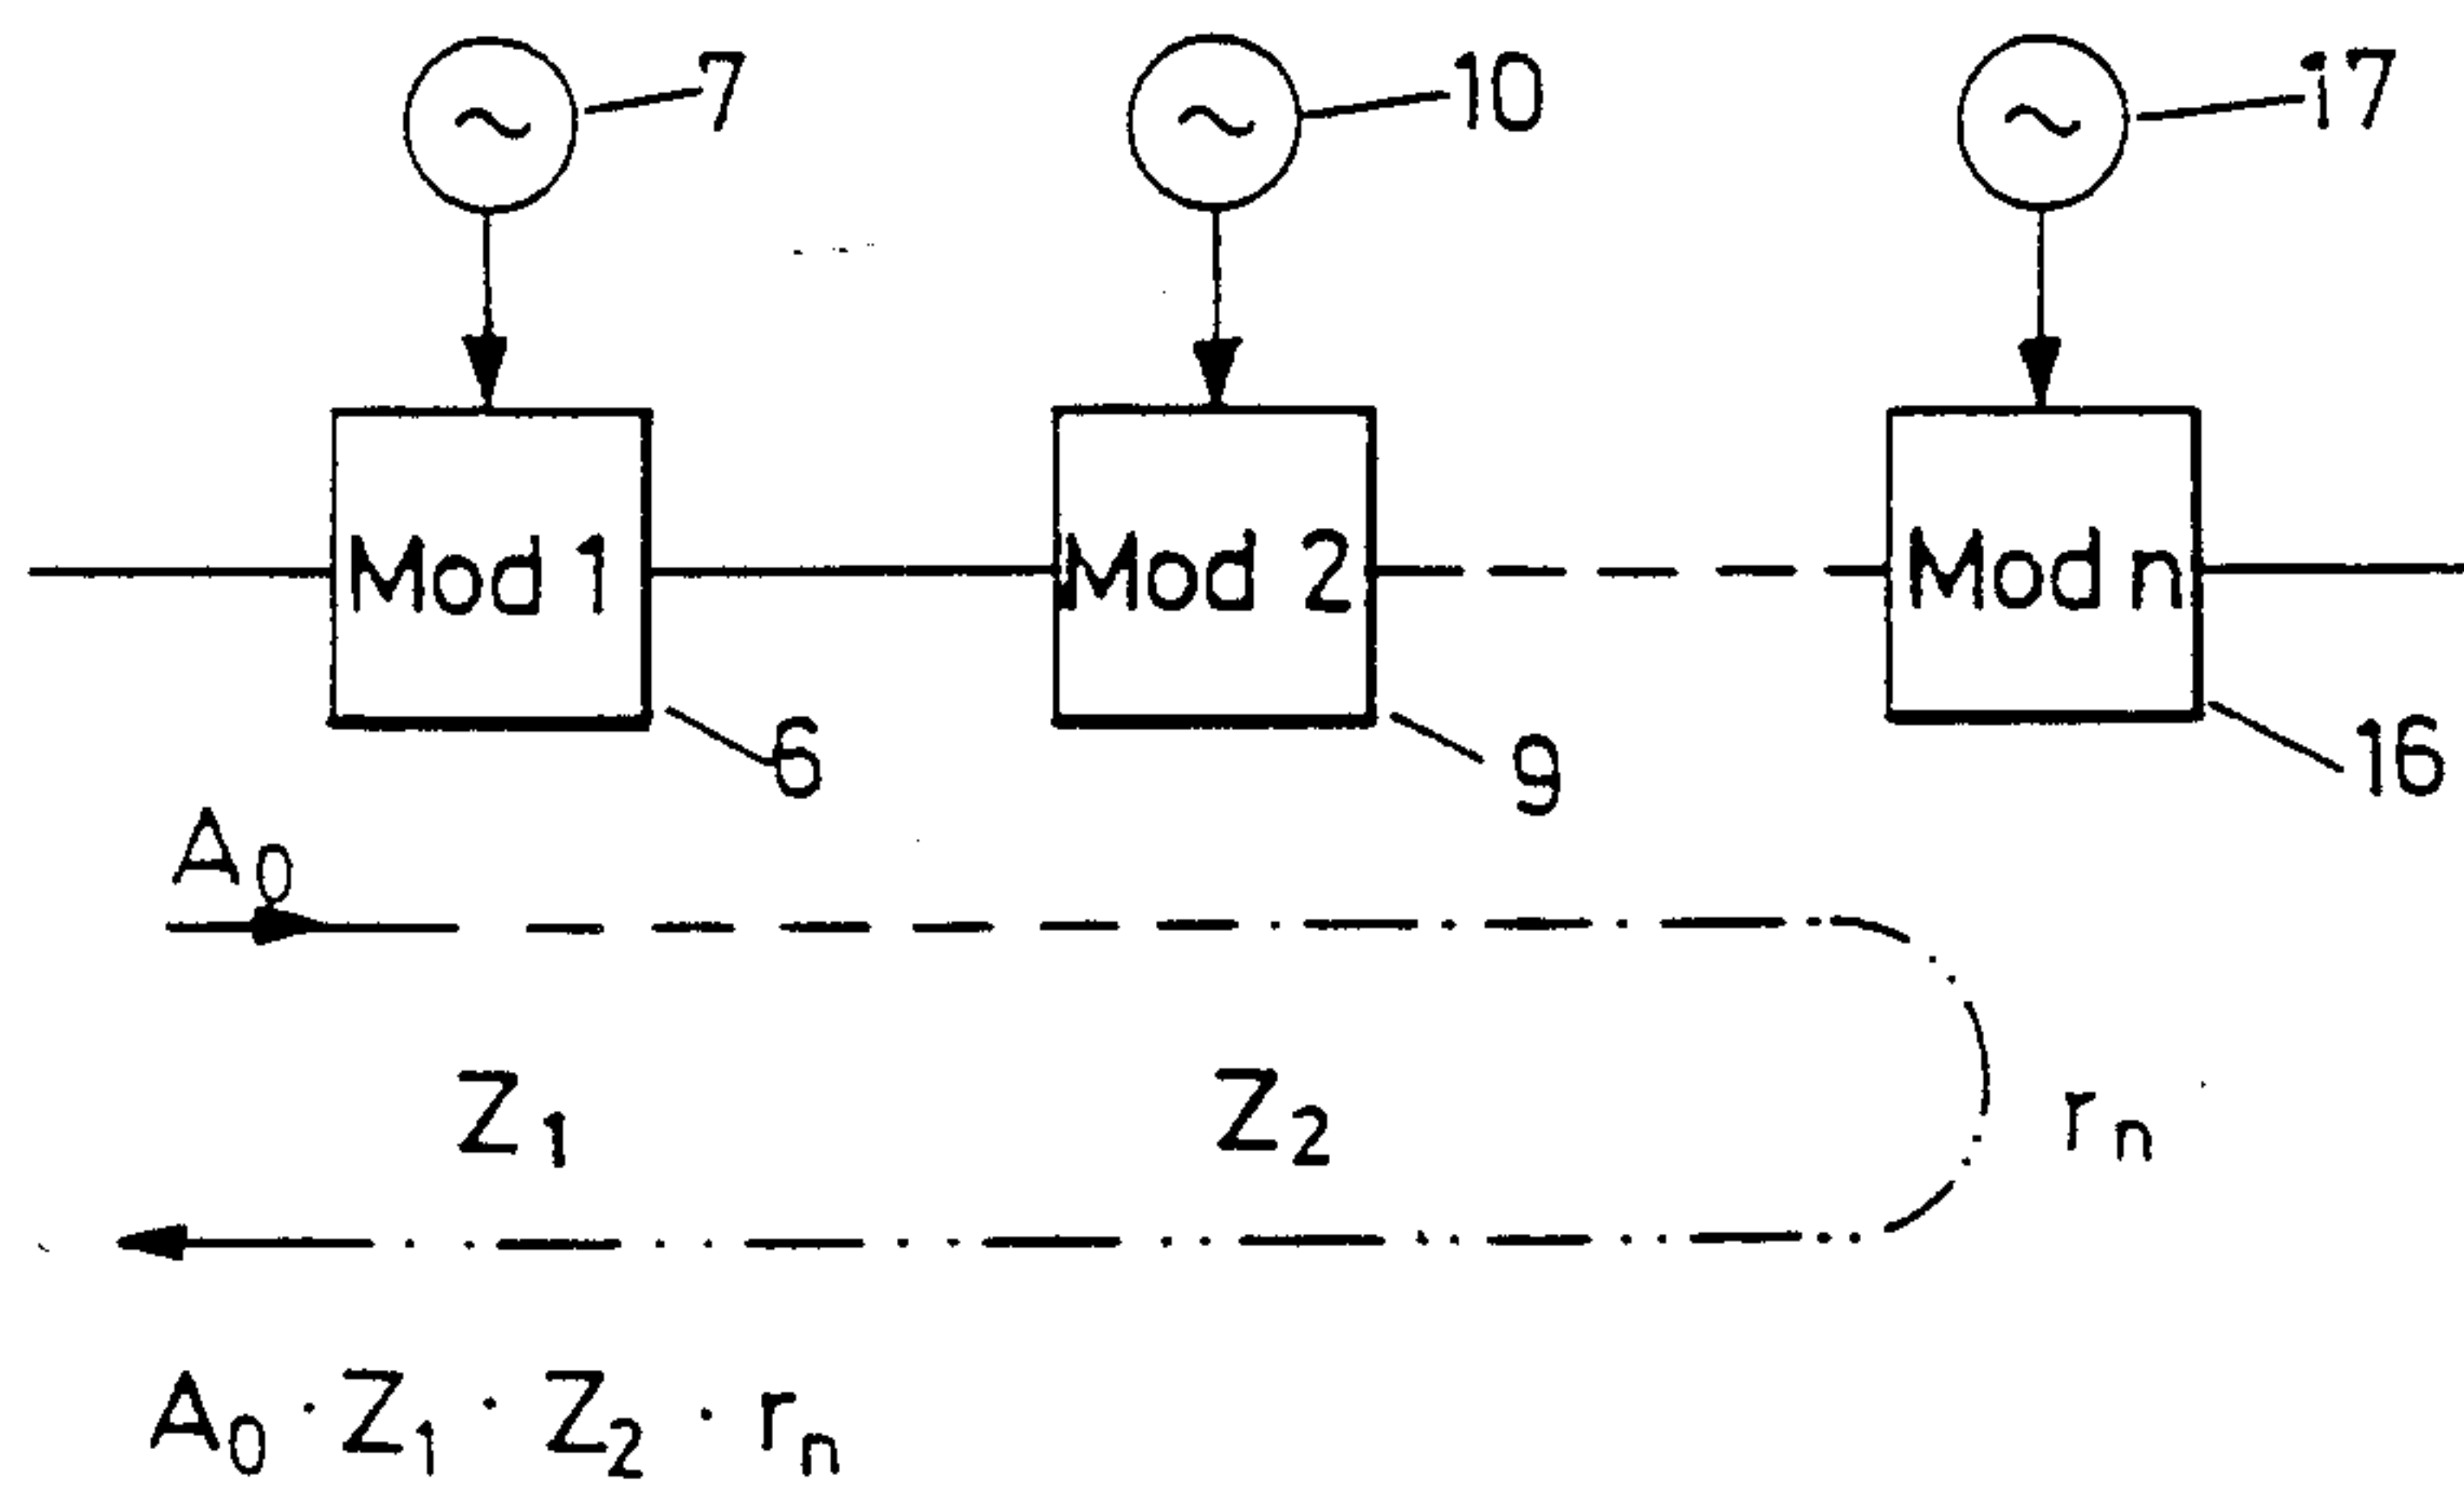 7
10
17
Mod 1
Mod 2
Mod n
6
9
16
A₀
Z₁
Z₂
rₙ
A₀ · Z₁ · Z₂ · rₙ